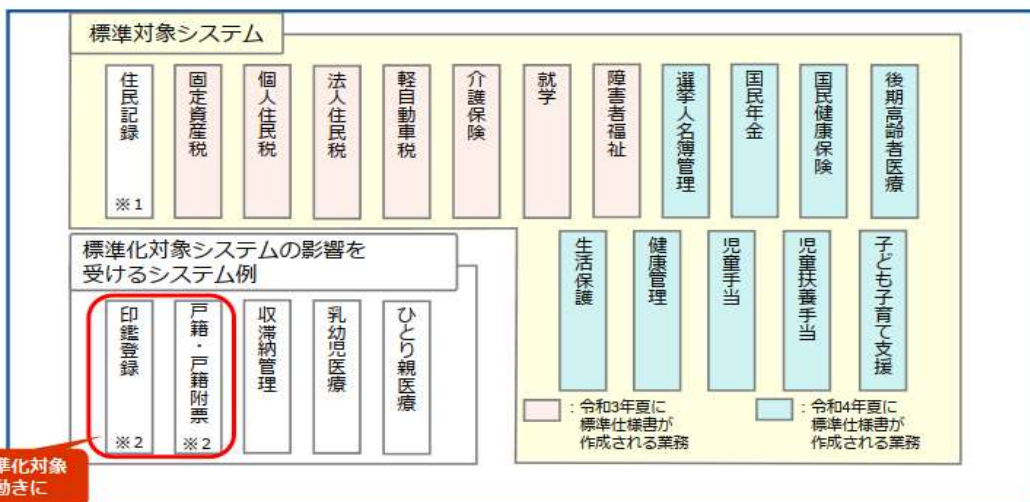 標準対象システム
住民記録
※1
固定資産税
個人住民税
法人住民税
軽自動車税
介護保険
就学
障害者福祉
選挙人名簿管理
国民年金
国民健康保険
後期高齢者医療
生活保護
健康管理
児童手当
児童扶養手当
子ども子育て支援
標準化対象システムの影響を
受けるシステム例
印鑑登録
※2
戸籍・戸籍附票
※2
収滞納管理
乳幼児医療
ひとり親医療
：令和3年夏に
標準仕様書が
作成される業務
：令和4年夏に
標準仕様書が
作成される業務
準化対象
動きに